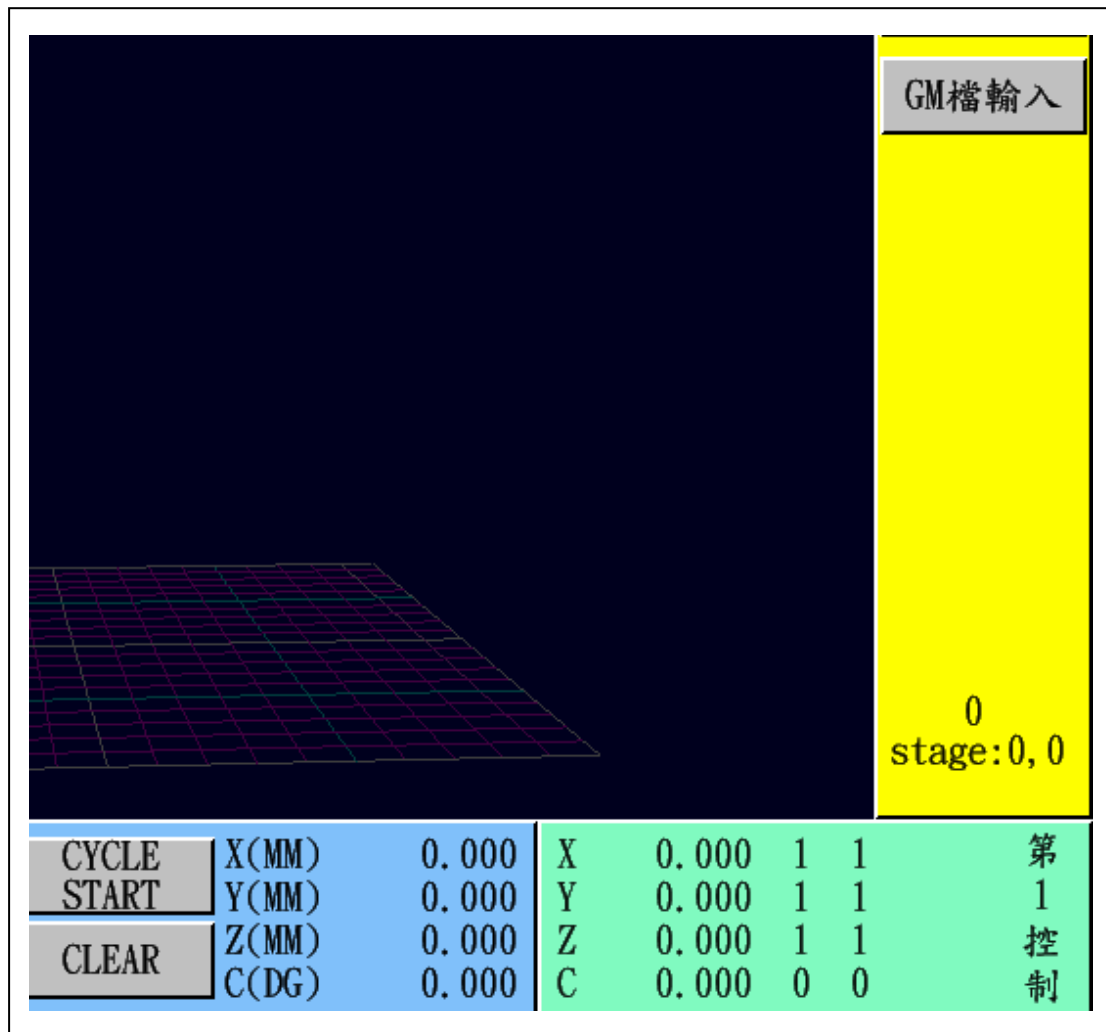 GM檔輸入
0
stage:0,0
CYCLE
START
CLEAR
X(MM) 0.000
Y(MM) 0.000
Z(MM) 0.000
C(DG) 0.000
X 0.000 1 1
Y 0.000 1 1
Z 0.000 1 1
C 0.000 0 0
第
1
控
制